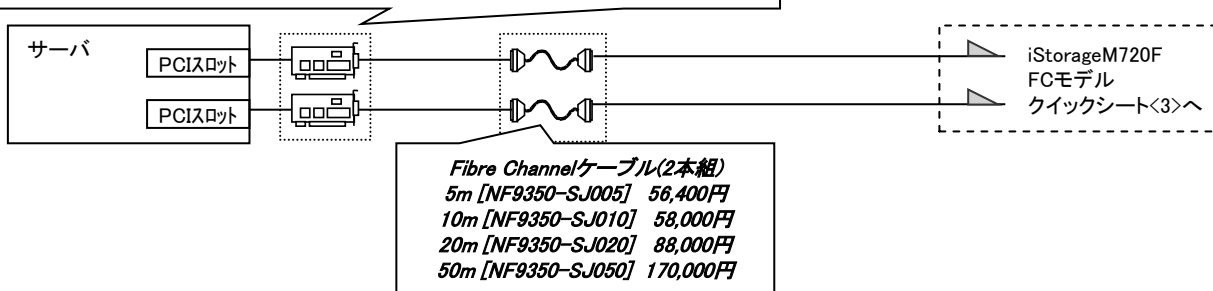 サーバ
PCIスロット
PCIスロット
iStorageM720F
FCモデル
クイックシート<3>へ
Fibre Channelケーブル(2本組)
5m [NF9350-SJ005] 56,400円
10m [NF9350-SJ010] 58,000円
20m [NF9350-SJ020] 88,000円
50m [NF9350-SJ050] 170,000円